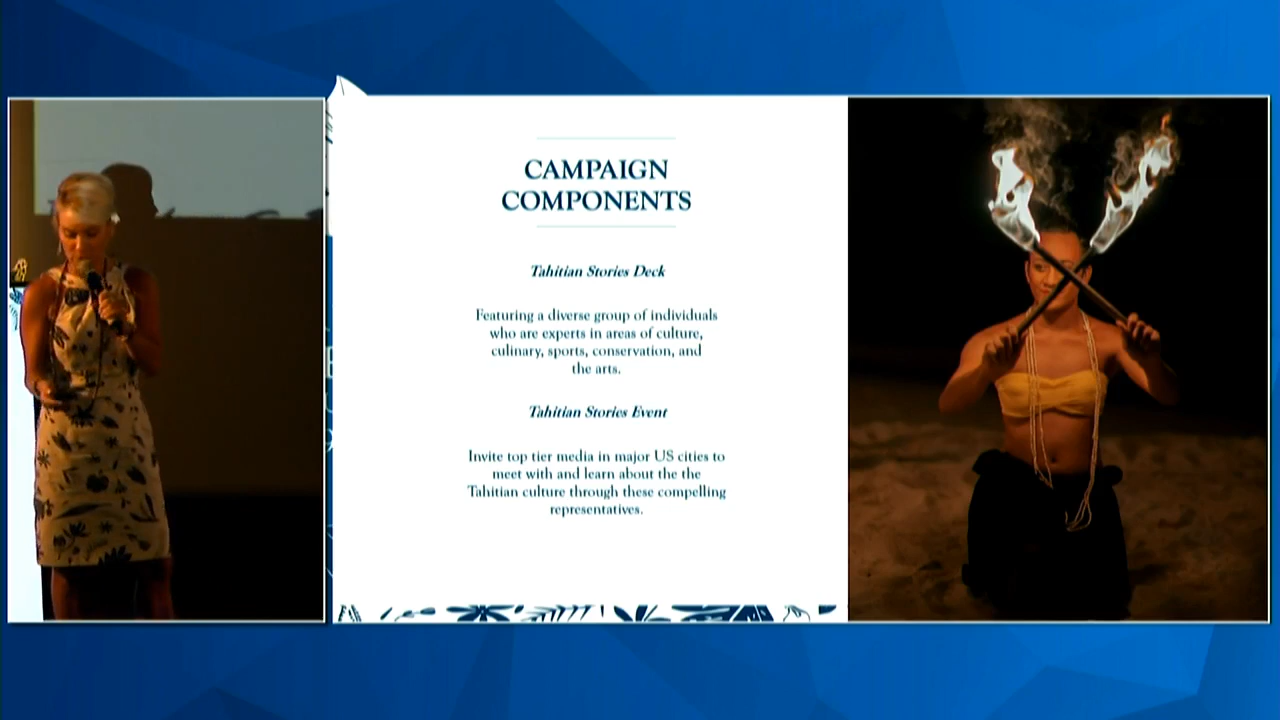 CAMPAIGN
COMPONENTS
Tahitian Stories Deck
Featuring a diverse group of individuals
who are experts in areas of culture,
culinary, sports, conservation, and
the arts.
Tahitian Stories Event
Invite top tier media in major US cities to
meet with and learn about the the
Tahitian culture through these compelling
representatives.